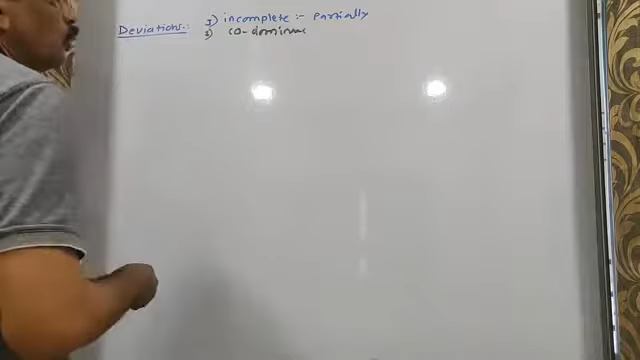 Deviations:- 1) incomplete :- Partially
2) co-dominance